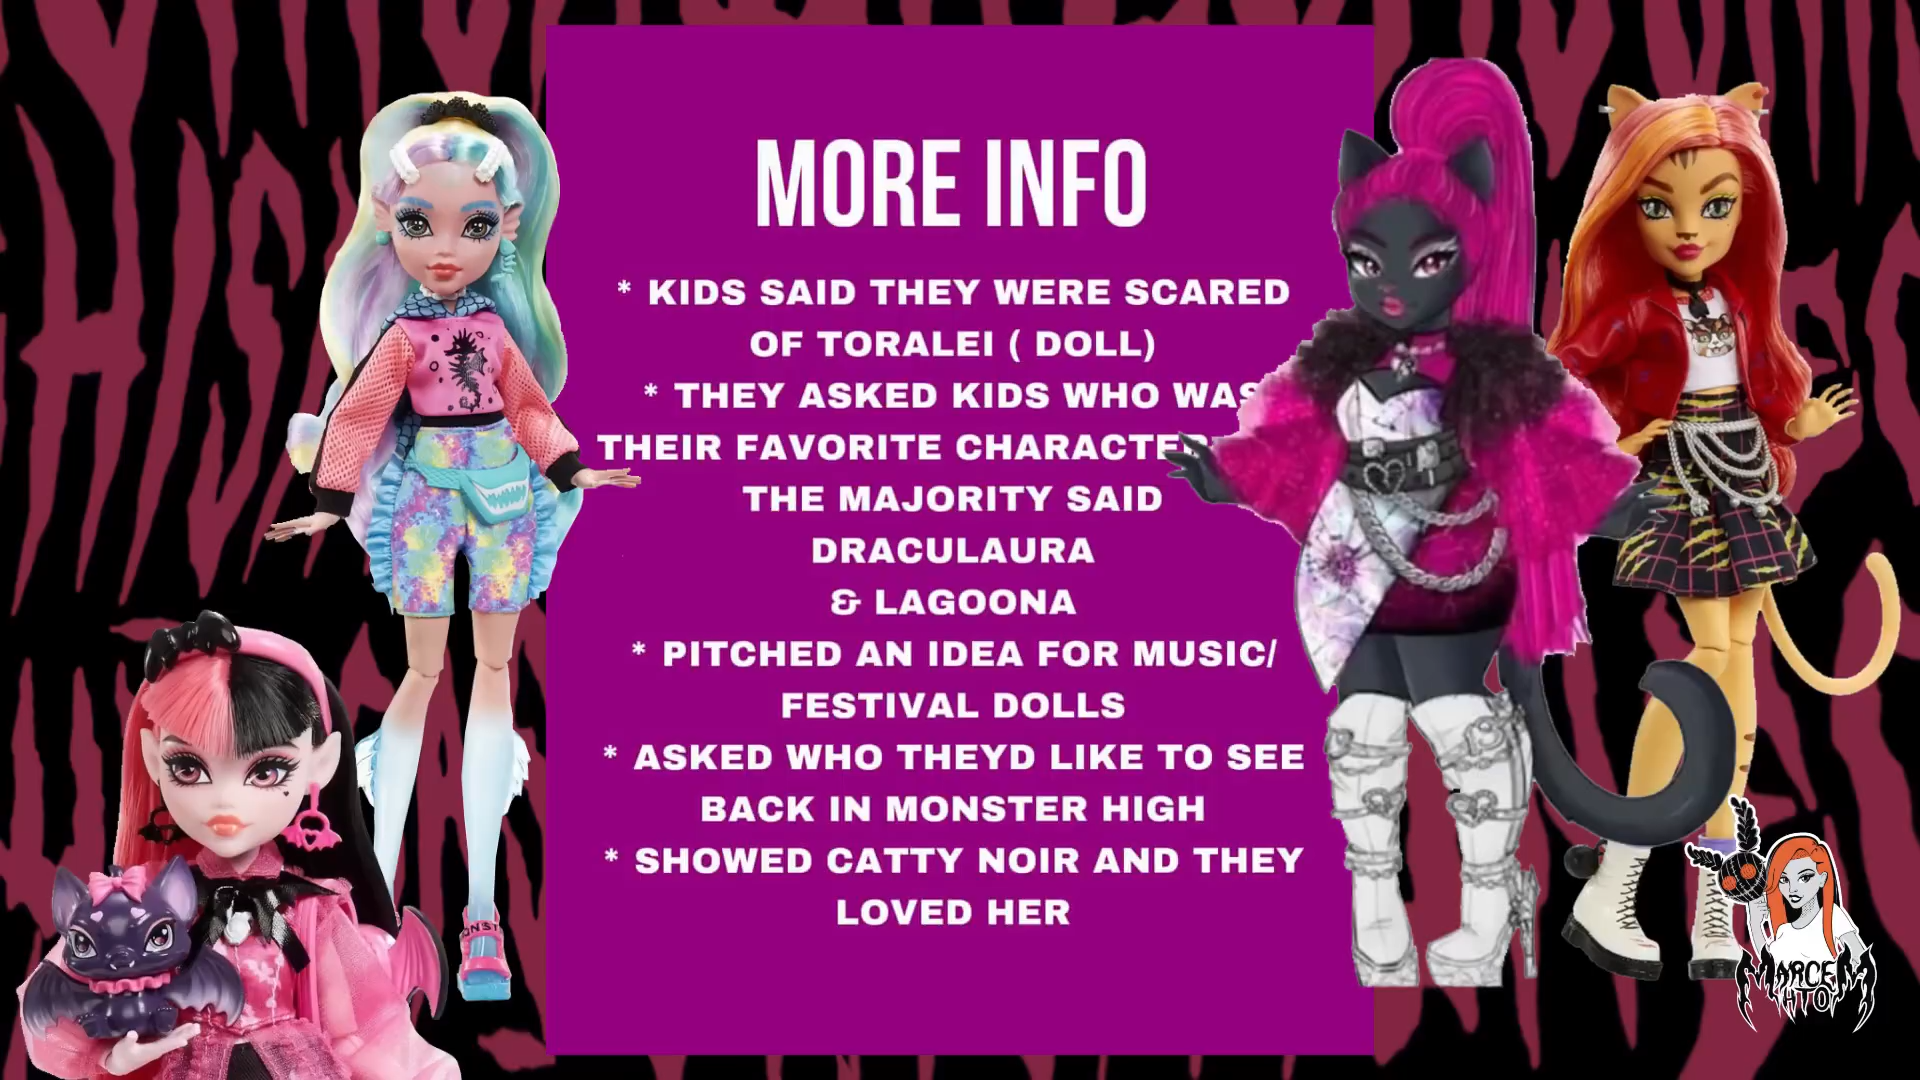 MORE INFO
* KIDS SAID THEY WERE SCARED
OF TORALEI ( DOLL)
* THEY ASKED KIDS WHO WAS
THEIR FAVORITE CHARACTER
THE MAJORITY SAID
DRACULAURA
& LAGOONA
* PITCHED AN IDEA FOR MUSIC/
FESTIVAL DOLLS
* ASKED WHO THEYD LIKE TO SEE
BACK IN MONSTER HIGH
* SHOWED CATTY NOIR AND THEY
LOVED HER